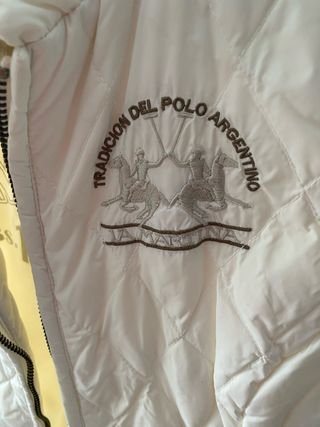 TRADICION DEL POLO ARGENTINO
LA MARTINA